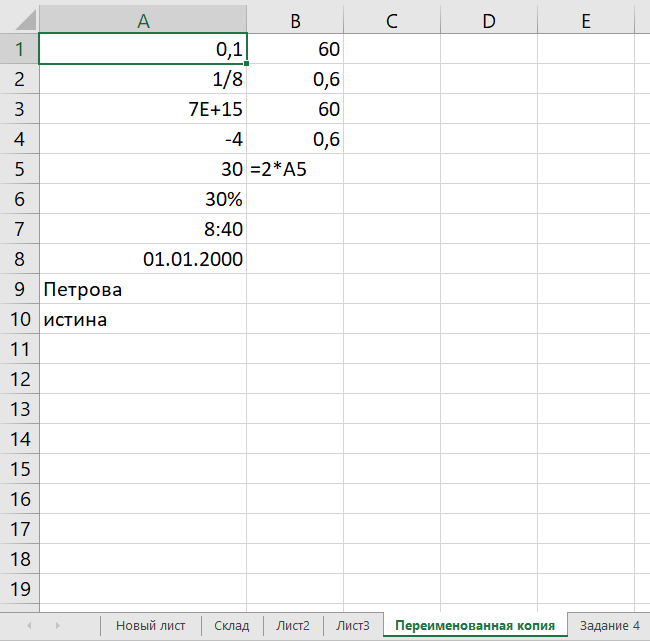 A B C D E
1 0,1 60
2 1/8 0,6
3 7E+15 60
4 -4 0,6
5 30 =2*A5
6 30%
7 8:40
8 01.01.2000
9 Петрова
10 истина
11
12
13
14
15
16
17
18
19
Новый лист Склад Лист2 Лист3 Переименованная копия Задание 4